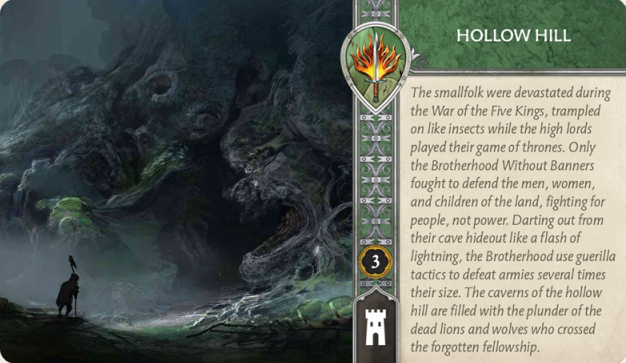 HOLLOW HILL
The smallfolk were devastated during
the War of the Five Kings, trampled
on like insects while the high lords
played their game of thrones. Only
the Brotherhood Without Banners
fought to defend the men, women,
and children of the land, fighting for
people, not power. Darting out from
their cave hideout like a flash of
lightning, the Brotherhood use guerilla
tactics to defeat armies several times
their size. The caverns of the hollow
hill are filled with the plunder of the
dead lions and wolves who crossed
the forgotten fellowship.
3